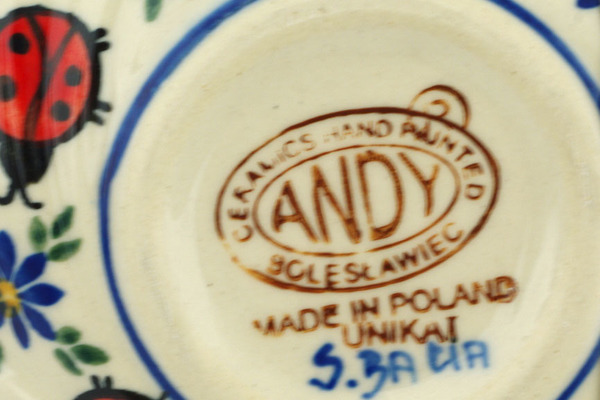 CERAMICS HAND PAINTED
ANDY
BOLESŁAWIEC
MADE IN POLAND
UNIKAT